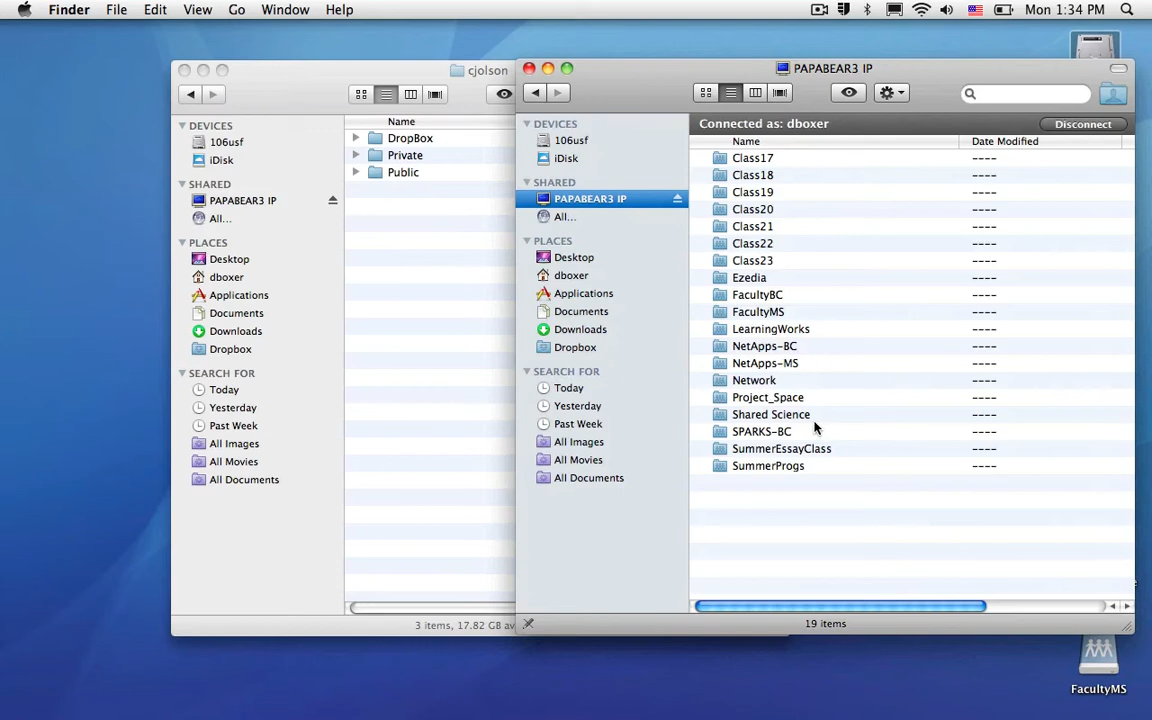 Finder File Edit View Go Window Help Mon 1:34 PM
cjolson
DEVICES
106usf
iDisk
SHARED
PAPABEAR3 IP
All...
PLACES
Desktop
dboxer
Applications
Documents
Downloads
Dropbox
SEARCH FOR
Today
Yesterday
Past Week
All Images
All Movies
All Documents
Name
DropBox
Private
Public
3 items, 17.82 GB av
PAPABEAR3 IP
Connected as: dboxer Disconnect
DEVICES
106usf
iDisk
SHARED
PAPABEAR3 IP
All...
PLACES
Desktop
dboxer
Applications
Documents
Downloads
Dropbox
SEARCH FOR
Today
Yesterday
Past Week
All Images
All Movies
All Documents
Name Date Modified
Class17 ----
Class18 ----
Class19 ----
Class20 ----
Class21 ----
Class22 ----
Class23 ----
Ezedia ----
FacultyBC ----
FacultyMS ----
LearningWorks ----
NetApps-BC ----
NetApps-MS ----
Network ----
Project_Space ----
Shared Science ----
SPARKS-BC ----
SummerEssayClass ----
SummerProgs ----
19 items
FacultyMS